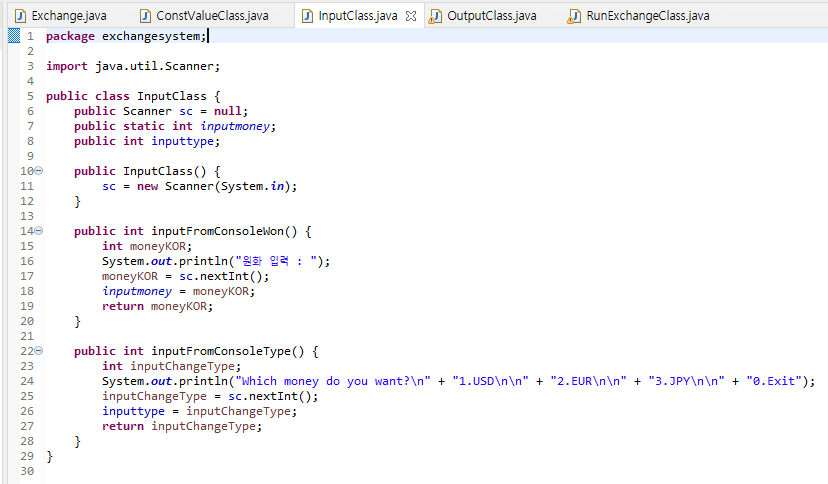 Exchange.java ConstValueClass.java InputClass.java OutputClass.java RunExchangeClass.java
1 package exchangesystem;
2
3 import java.util.Scanner;
4
5 public class InputClass {
6 public Scanner sc = null;
7 public static int inputmoney;
8 public int inputtype;
9
10 public InputClass() {
11 sc = new Scanner(System.in);
12 }
13
14 public int inputFromConsoleWon() {
15 int moneyKOR;
16 System.out.println("원화 입력 : ");
17 moneyKOR = sc.nextInt();
18 inputmoney = moneyKOR;
19 return moneyKOR;
20 }
21
22 public int inputFromConsoleType() {
23 int inputChangeType;
24 System.out.println("Which money do you want?\n" + "1.USD\n\n" + "2.EUR\n\n" + "3.JPY\n\n" + "0.Exit");
25 inputChangeType = sc.nextInt();
26 inputtype = inputChangeType;
27 return inputChangeType;
28 }
29 }
30